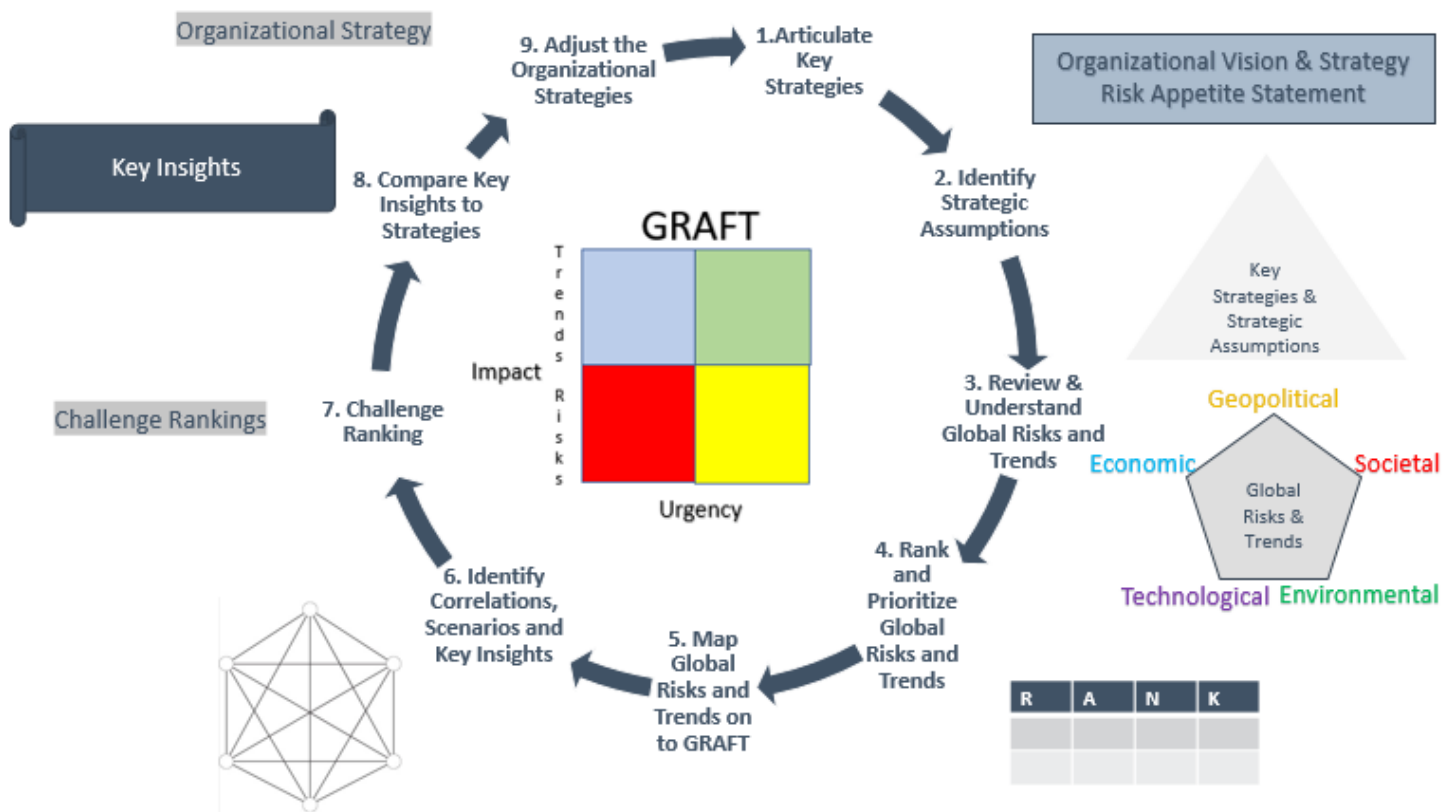 Organizational Strategy
9. Adjust the
Organizational
Strategies
1.Articulate
Key
Strategies
Organizational Vision & Strategy
Risk Appetite Statement
Key Insights
8. Compare Key
Insights to
Strategies
2. Identify
Strategic
Assumptions
GRAFT
Trends
Risks
Impact
Urgency
Key
Strategies &
Strategic
Assumptions
3. Review &
Understand
Global Risks and
Trends
Geopolitical
Economic
Societal
Global
Risks &
Trends
Technological
Environmental
Challenge Rankings
7. Challenge
Ranking
4. Rank
and
Prioritize
Global
Risks and
Trends
6. Identify
Correlations,
Scenarios and
Key Insights
5. Map
Global
Risks and
Trends on
to GRAFT
R A N K